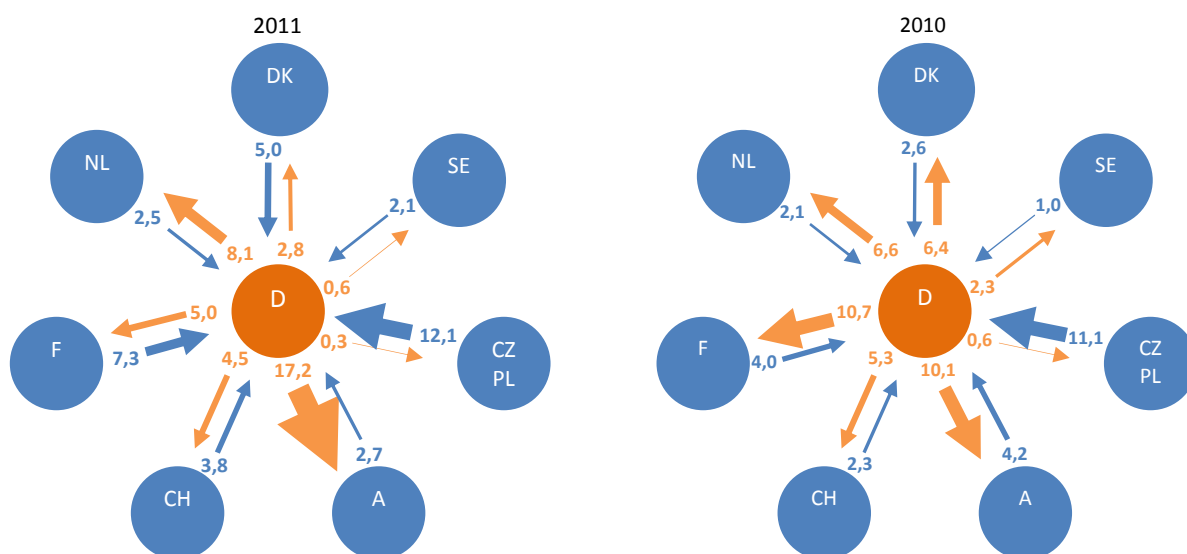 2011
DK
5,0
2,8
NL
2,5
8,1
SE
2,1
0,6
D
F
5,0
7,3
12,1
0,3
CZ
PL
4,5
17,2
CH
3,8
2,7
A
2010
DK
2,6
6,4
NL
2,1
6,6
SE
1,0
2,3
D
F
10,7
4,0
11,1
0,6
CZ
PL
5,3
10,1
CH
2,3
4,2
A